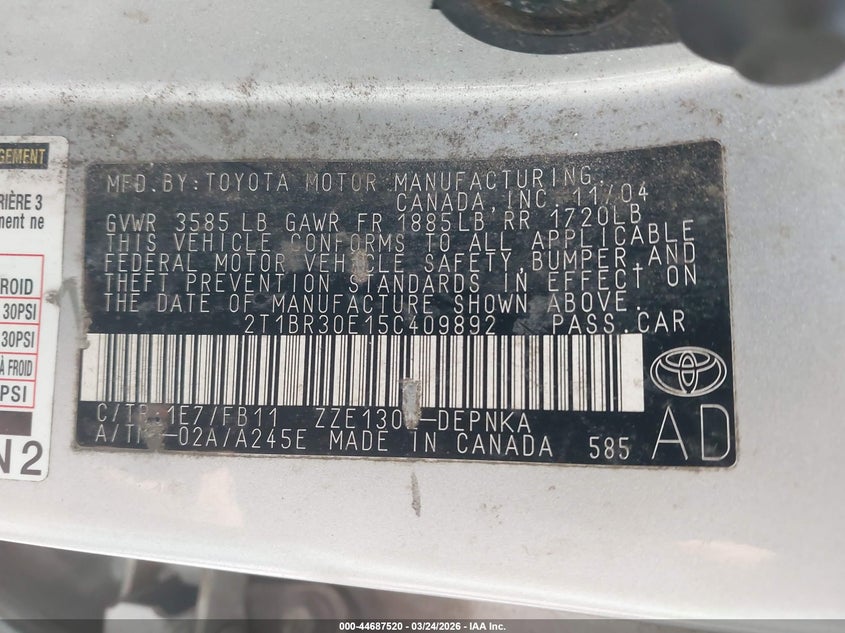 GEMENT
RIÈRE 3
ment ne
ROID
30PSI
30PSI
À FROID
PSI
N2
MFD.BY:TOYOTA MOTOR MANUFACTURING
CANADA, INC. 11/04
GVWR 3585LB GAWR FR 1885LB RR 1720LB
THIS VEHICLE CONFORMS TO ALL APPLICABLE
FEDERAL MOTOR VEHICLE SAFETY,BUMPER,AND
THEFT PREVENTION STANDARDS IN EFFECT ON
THE DATE OF MANUFACTURE SHOWN ABOVE.
2T1BR30E15C409892 PASS.CAR
1E7/FB11 DEPNKA
02A/A245E MADE IN CANADA 585
AD
000-44687520 - 03/24/2026 - IAA Inc.